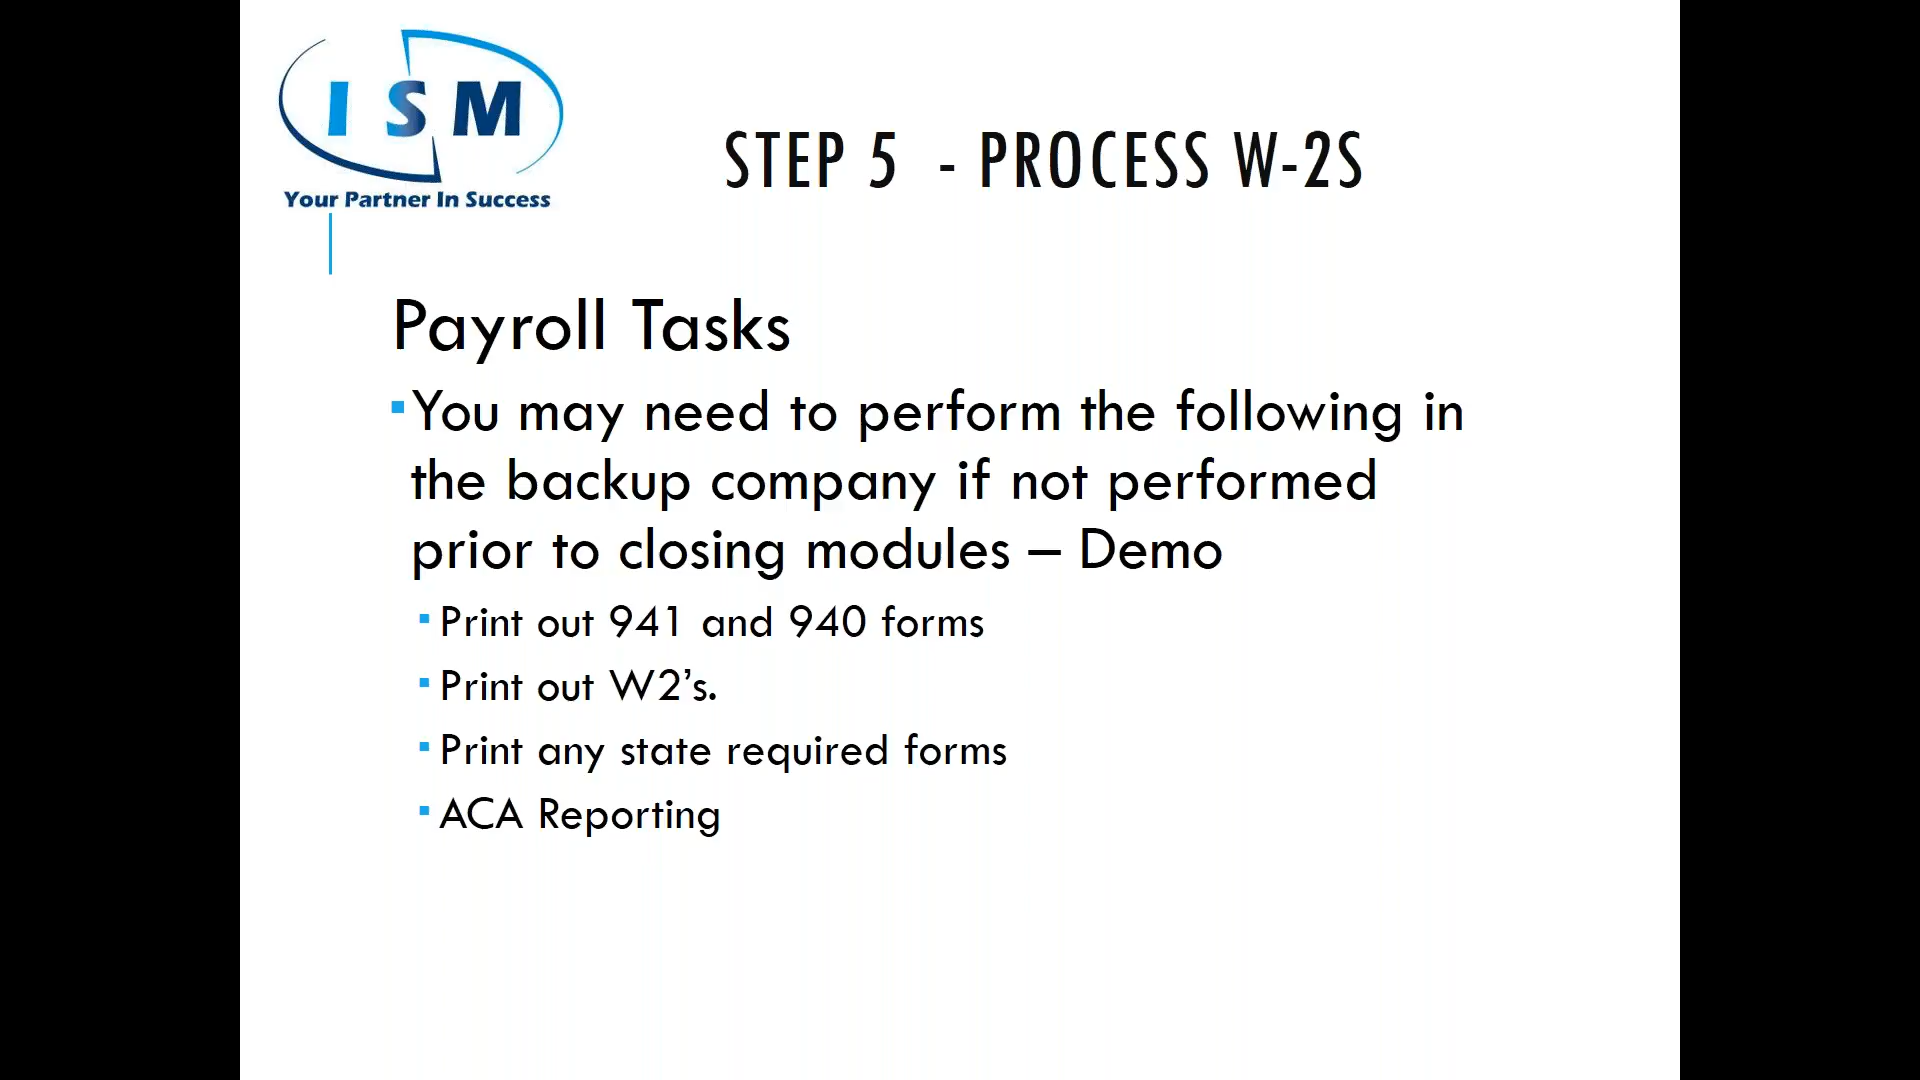 ISM
Your Partner In Success
STEP 5 - PROCESS W-2S
Payroll Tasks
You may need to perform the following in
the backup company if not performed
prior to closing modules – Demo
Print out 941 and 940 forms
Print out W2’s.
Print any state required forms
ACA Reporting